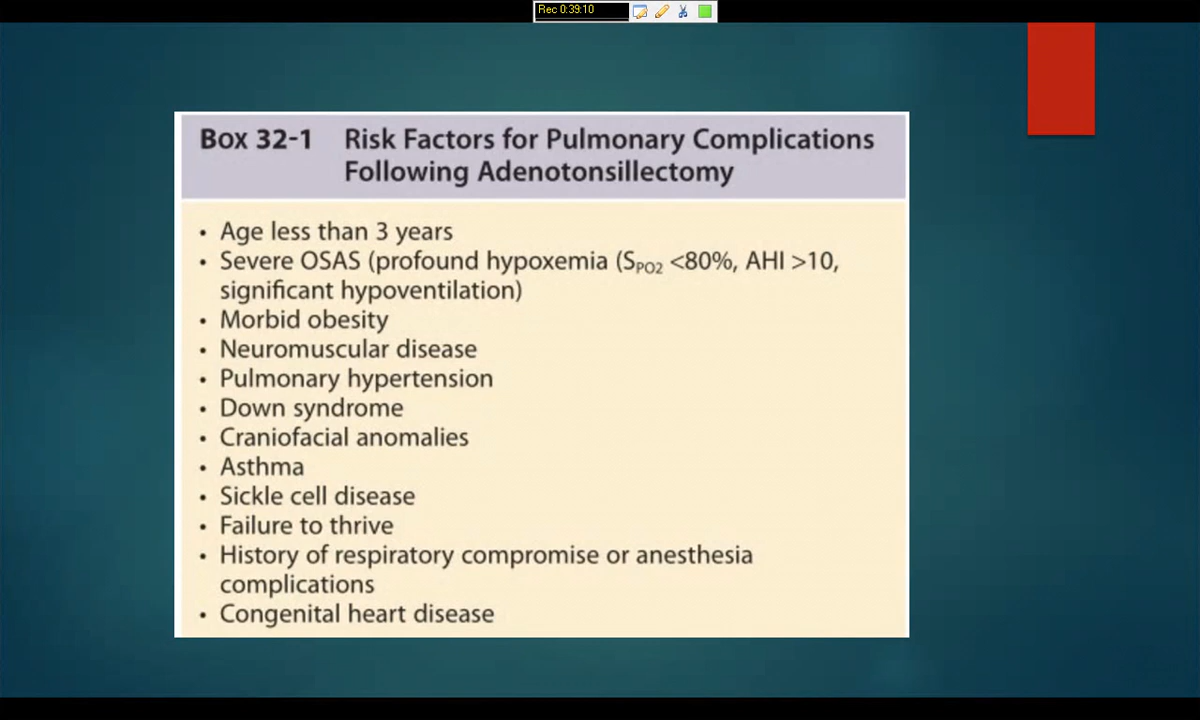 Rec 0:39:10
Box 32-1 Risk Factors for Pulmonary Complications
Following Adenotonsillectomy
• Age less than 3 years
• Severe OSAS (profound hypoxemia (SPO2 <80%, AHI >10,
significant hypoventilation)
• Morbid obesity
• Neuromuscular disease
• Pulmonary hypertension
• Down syndrome
• Craniofacial anomalies
• Asthma
• Sickle cell disease
• Failure to thrive
• History of respiratory compromise or anesthesia
complications
• Congenital heart disease